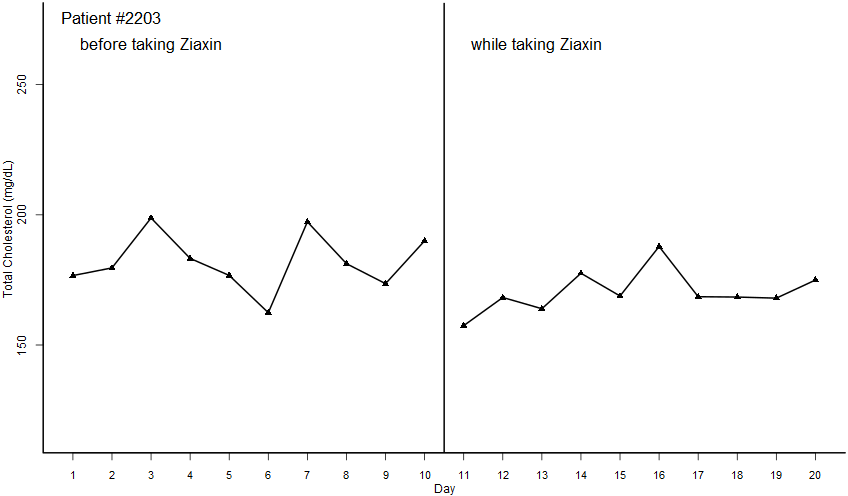 Patient #2203
before taking Ziaxin
while taking Ziaxin
Total Cholesterol (mg/dL)
250
200
150
1 2 3 4 5 6 7 8 9 10 11 12 13 14 15 16 17 18 19 20
Day